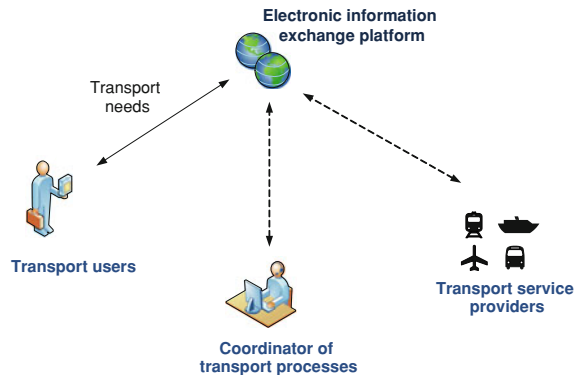 Electronic information
exchange platform
Transport
needs
Transport users
Transport service
providers
Coordinator of
transport processes